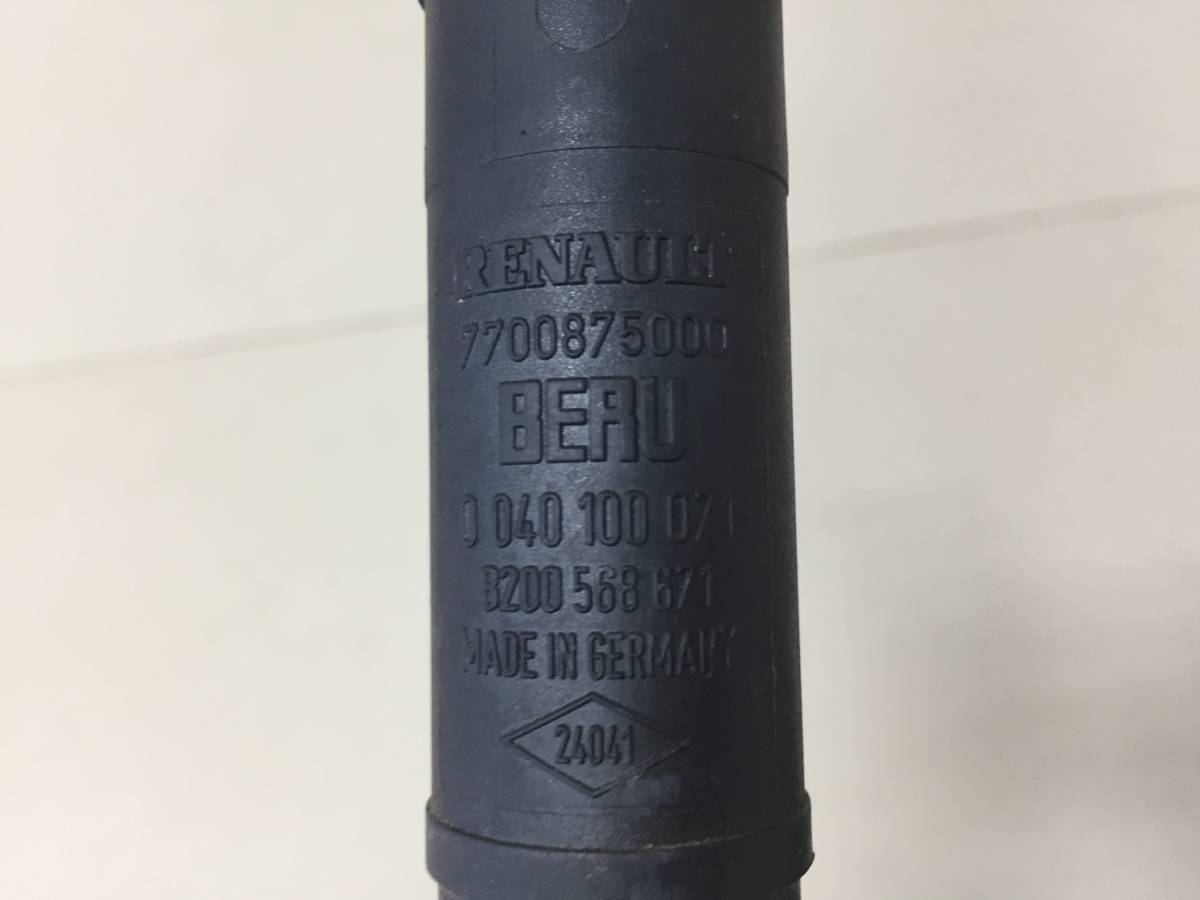 RENAULT
7700875000
BERU
0 040 100 071
8200 568 671
MADE IN GERMANY
24041